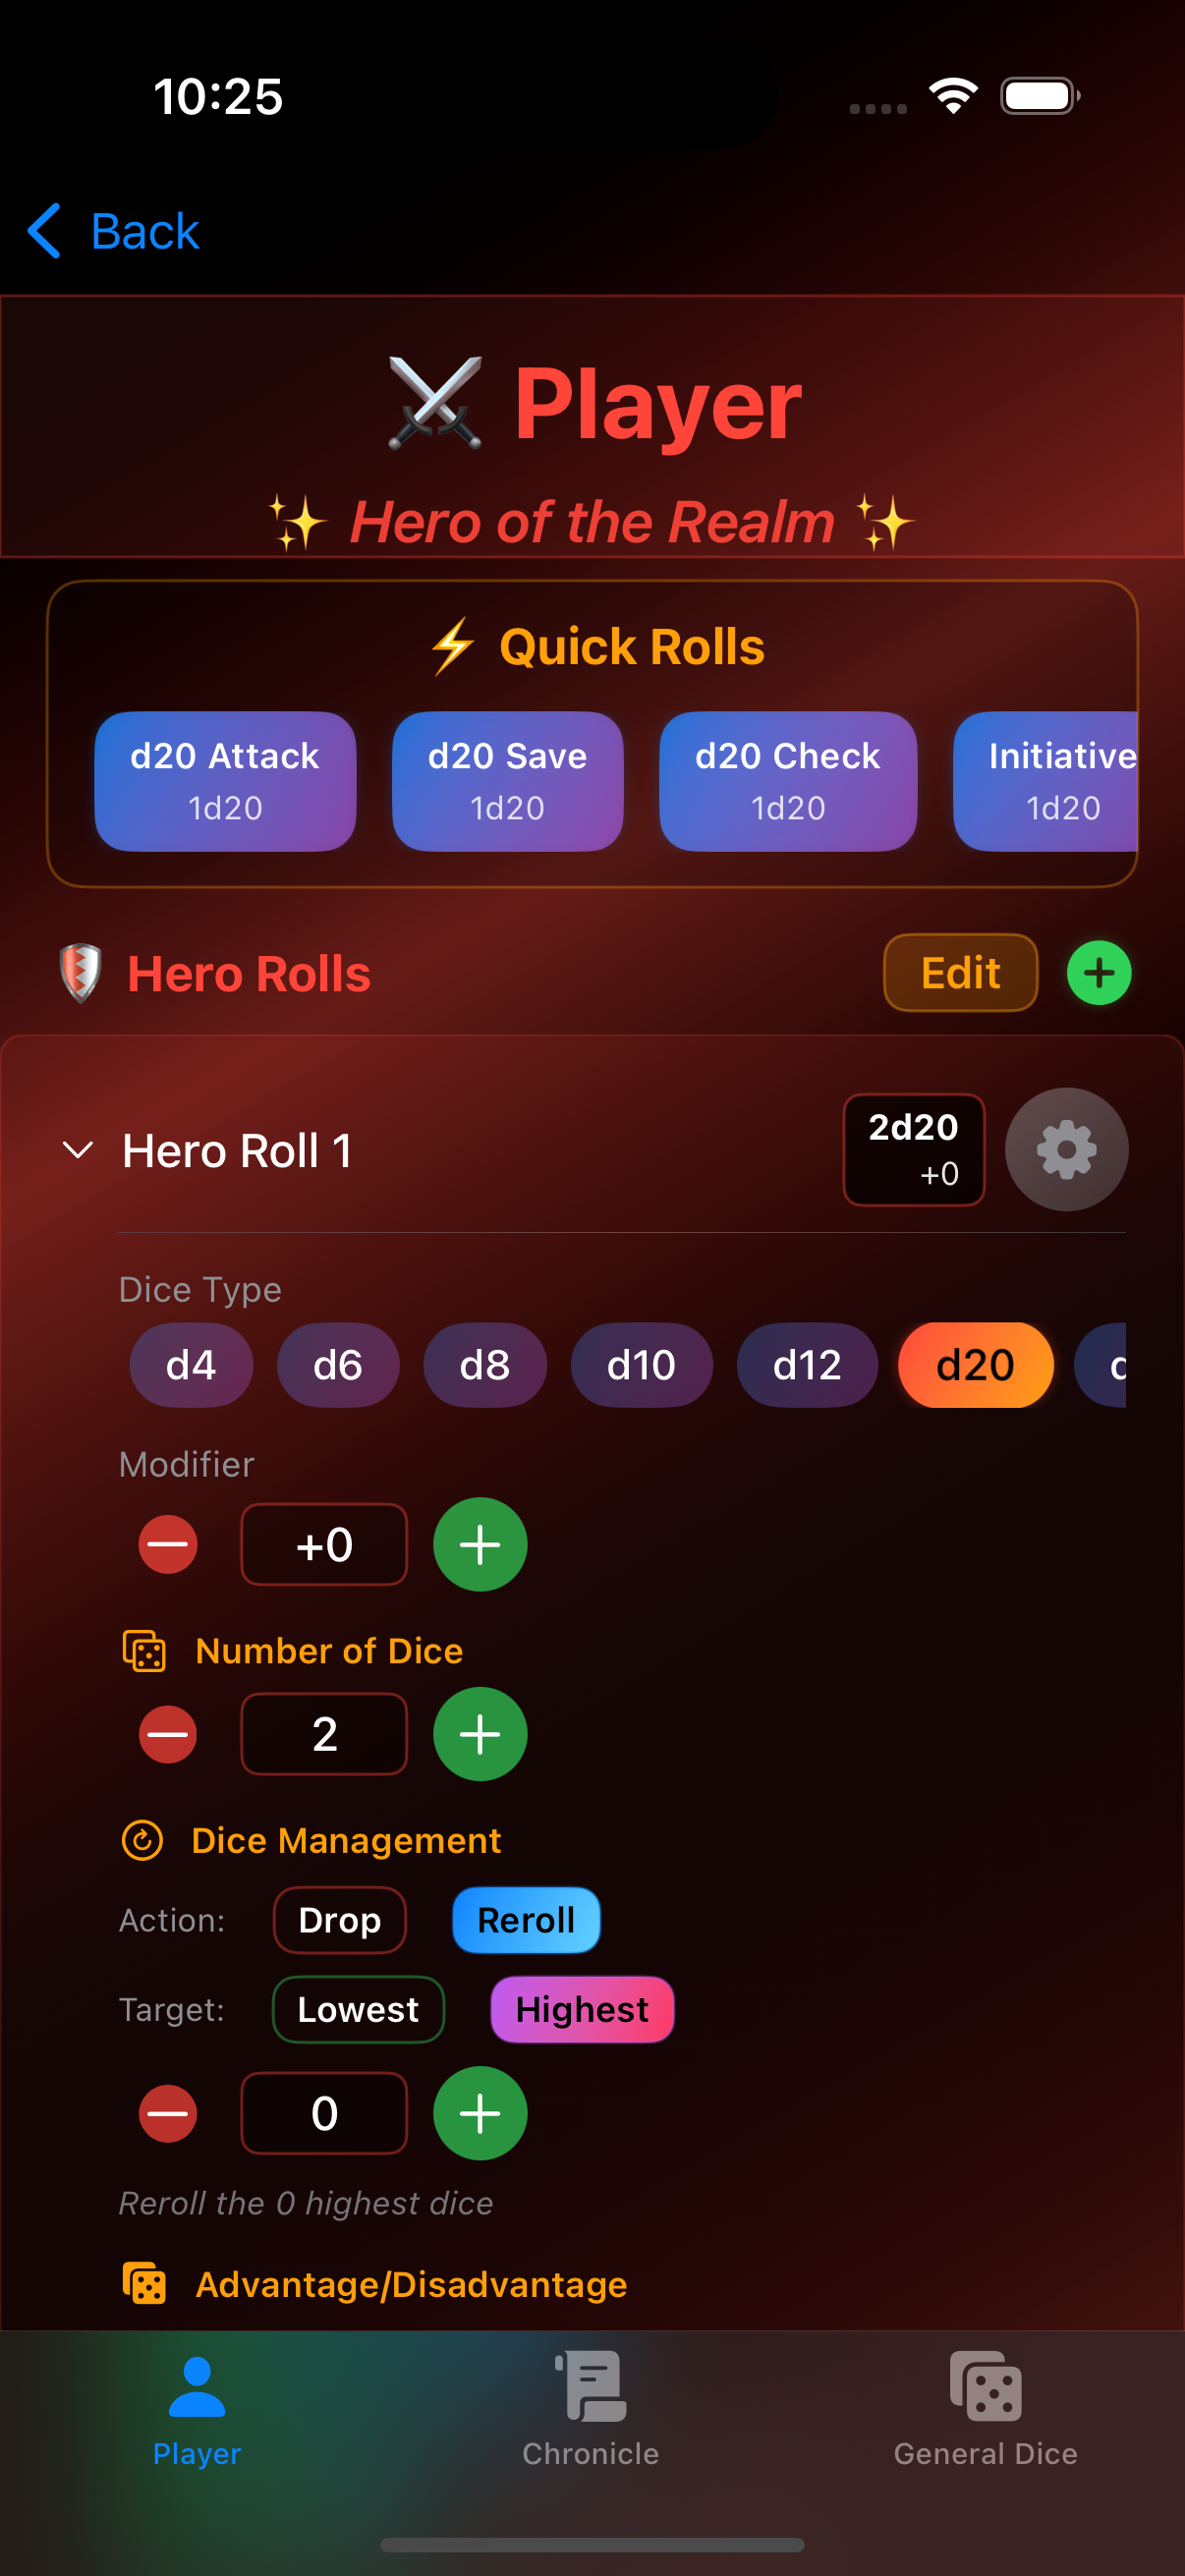 10:25
Back
Player
Hero of the Realm
Quick Rolls
d20 Attack
1d20
d20 Save
1d20
d20 Check
1d20
Initiative
1d20
Hero Rolls
Edit
Hero Roll 1
2d20
+0
Dice Type
d4 d6 d8 d10 d12 d20
Modifier
+0
Number of Dice
2
Dice Management
Action: Drop Reroll
Target: Lowest Highest
0
Reroll the 0 highest dice
Advantage/Disadvantage
Player Chronicle General Dice